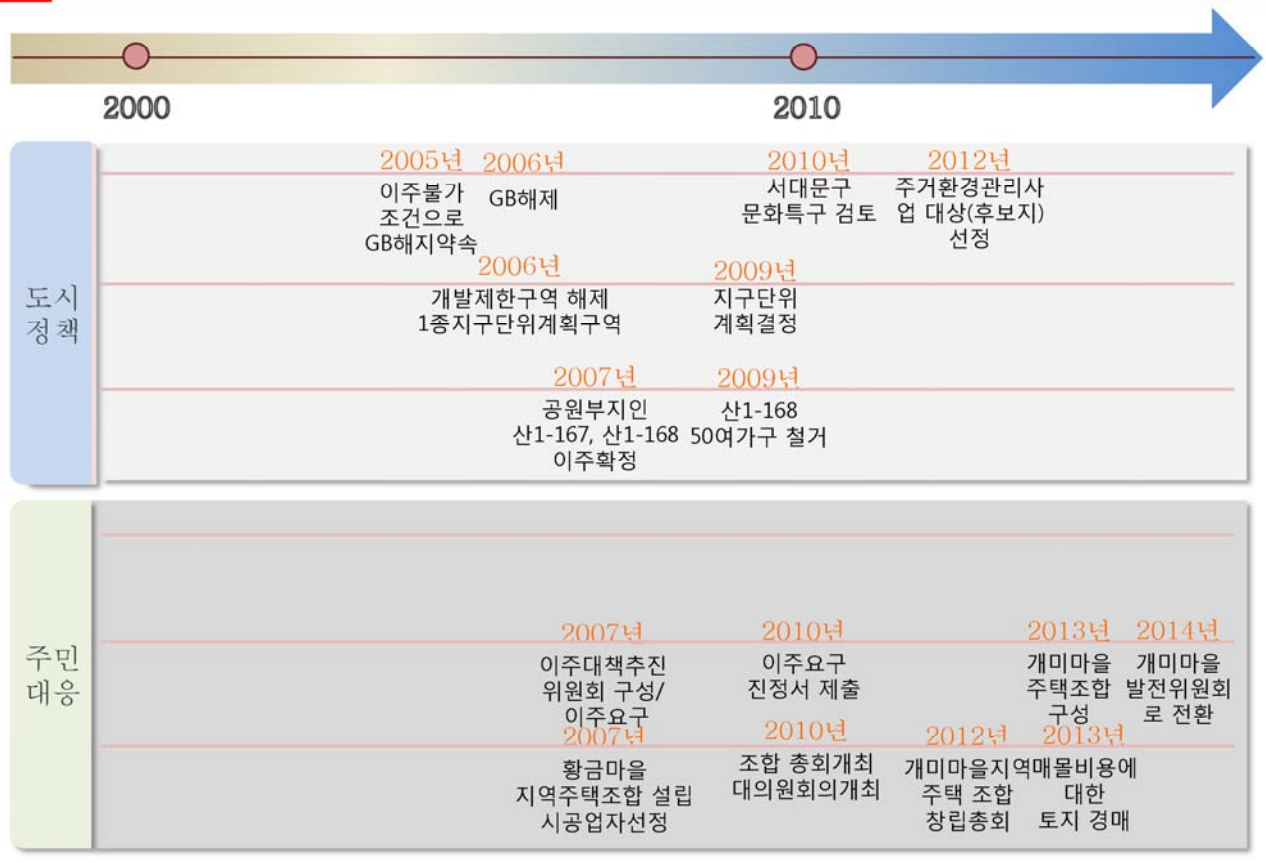 2000
2010
도시
정책
2005년
이주불가
조건으로
GB해지약속
2006년
GB해제
2010년
서대문구
문화특구 검토
2012년
주거환경관리사
업 대상(후보지)
선정
2006년
개발제한구역 해제
1종지구단위계획구역
2009년
지구단위
계획결정
2007년
공원부지인
산1-167, 산1-168
이주확정
2009년
산1-168
50여가구 철거
주민
대응
2007년
이주대책추진
위원회 구성/
이주요구
2010년
이주요구
진정서 제출
2013년
개미마을
주택조합
구성
2014년
개미마을
발전위원회
로 전환
2007년
황금마을
지역주택조합 설립
시공업자선정
2010년
조합 총회개최
대의원회의개최
2012년
개미마을지역
주택 조합
창립총회
2013년
매몰비용에
대한
토지 경매